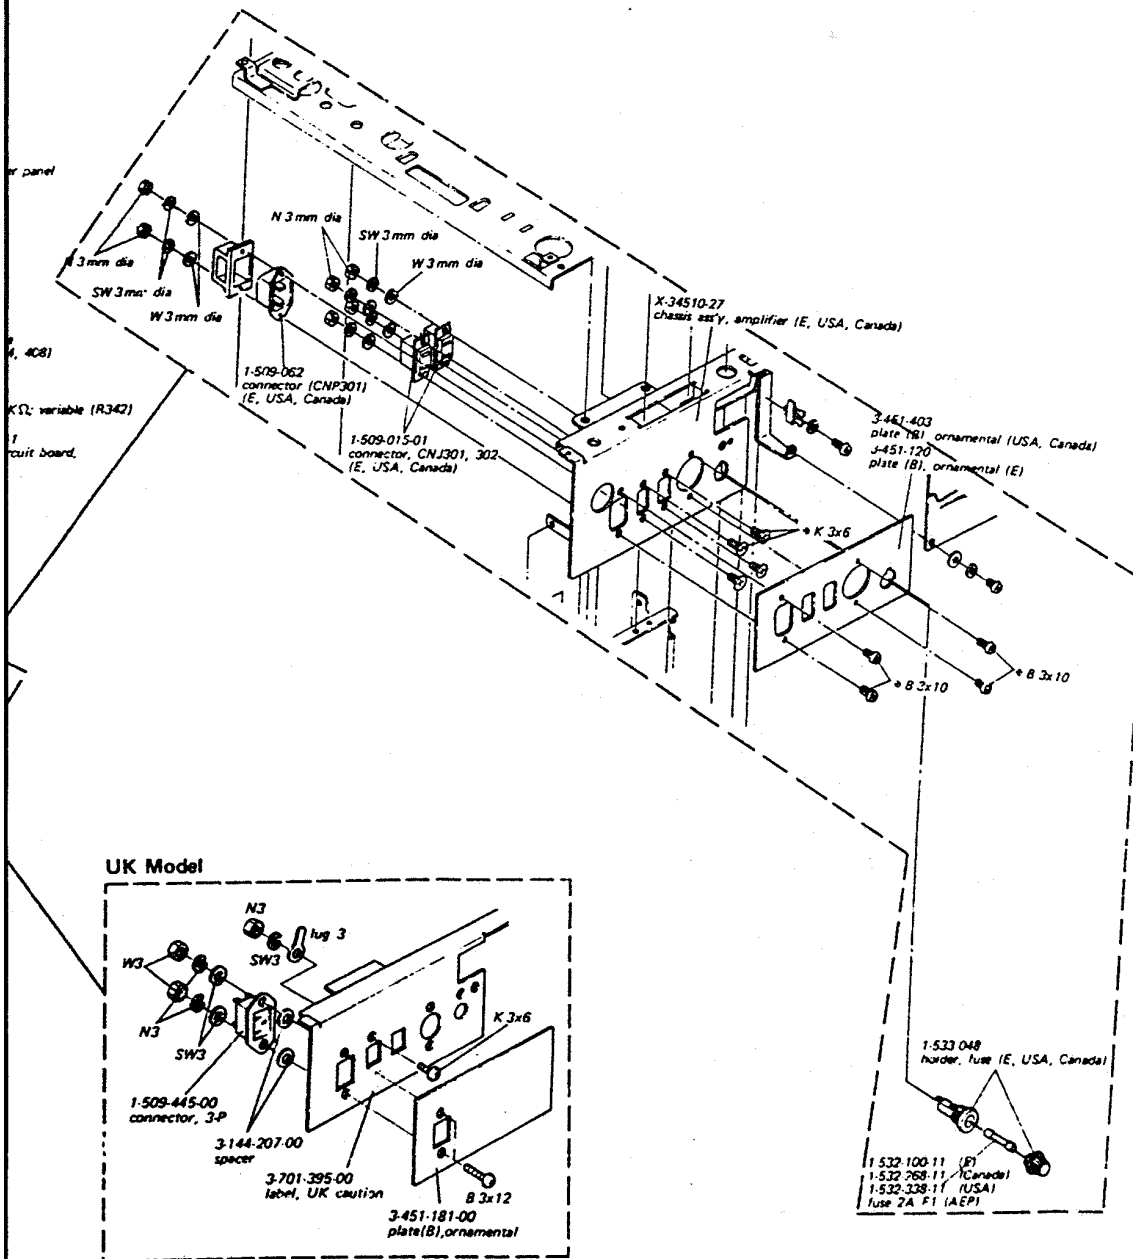 er panel
N 3 mm dia
SW 3 mm dia
W 3 mm dia
3 mm dia
SW 3 mm dia
W 3 mm dia
X-34510-27
chassis ass'y, amplifier (E, USA, Canada)
4, 408)
1-509-062
connector (CNP301)
(E, USA, Canada)
KΩ; variable (R342)
1
rcuit board,
1-509-015-01
connector, CNJ301, 302
(E, USA, Canada)
3-461-403
plate (B) ornamental (USA, Canada)
3-451-120
plate (B), ornamental (E)
+ K 3x6
+ B 3x10
+ B 3x10
UK Model
N3
lug 3
SW3
W3
N3
SW3
K 3x6
1-509-445-00
connector, 3-P
3-144-207-00
spacer
3-701-395-00
label, UK caution
B 3x12
3-451-181-00
plate(B),ornamental
1-533-048
holder, fuse (E, USA, Canada)
1-532-100-11 (E)
1-532-268-11 (Canada)
1-532-338-11 (USA)
fuse 2A F1 (AEP)